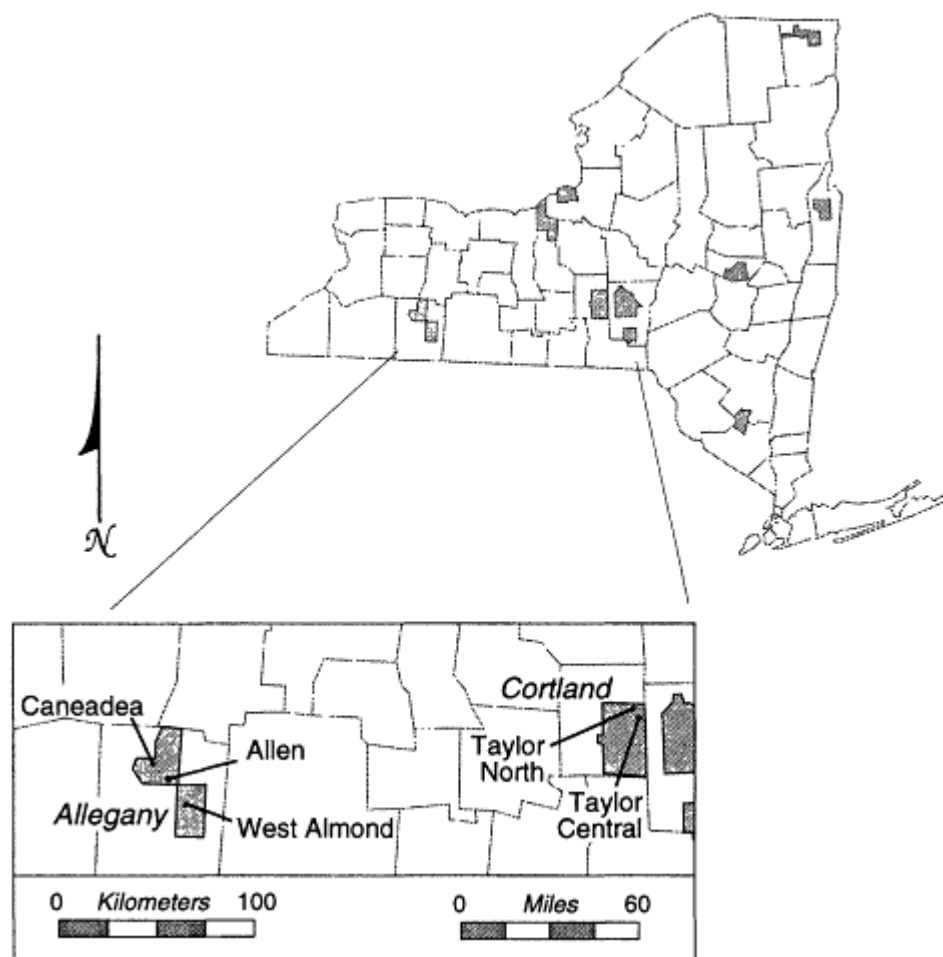 N
Cortland
Caneadea
Taylor
North
Allen
Taylor
Central
Allegany
West Almond
0 Kilometers 100
0 Miles 60